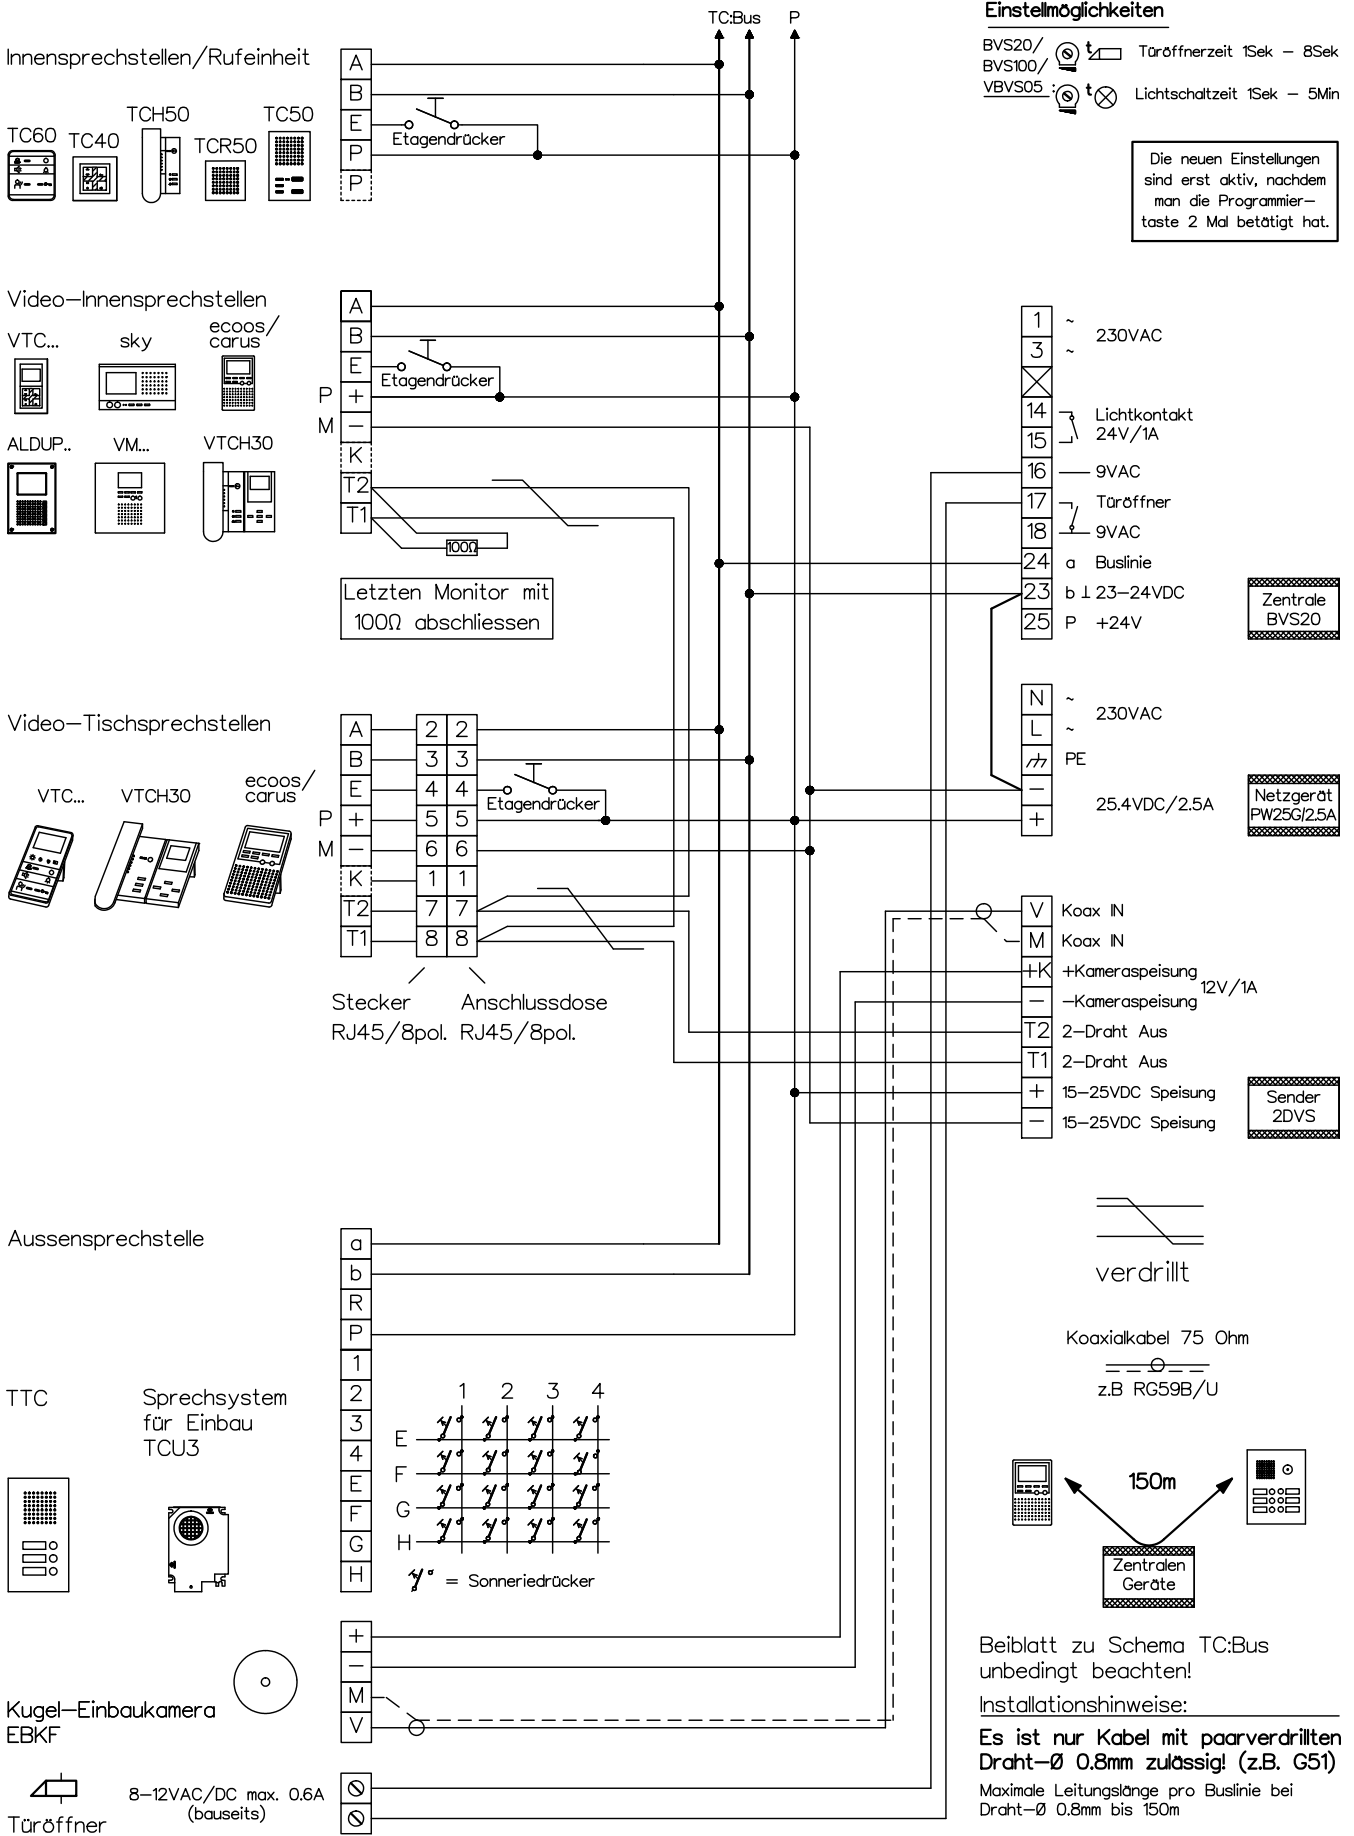 TC:Bus P
Einstellmöglichkeiten
BVS20/
BVS100/
VBVS05 :
t Türöffnerzeit 1Sek – 8Sek
t Lichtschaltzeit 1Sek – 5Min
Die neuen Einstellungen
sind erst aktiv, nachdem
man die Programmier–
taste 2 Mal betätigt hat.
Innensprechstellen/Rufeinheit
TC60
TC40
TCH50
TCR50
TC50
A
B
E
P
P
Etagendrücker
Video–Innensprechstellen
VTC...
sky
ecoos/
carus
ALDUP..
VM...
VTCH30
A
B
E
P +
M –
K
T2
T1
Etagendrücker
100Ω
Letzten Monitor mit
100Ω abschliessen
1 ~
3 ~
230VAC
14
15
Lichtkontakt
24V/1A
16 9VAC
17 Türöffner
18 9VAC
24 a Buslinie
23 b ⊥ 23–24VDC
25 P +24V
Zentrale
BVS20
Video–Tischsprechstellen
VTC...
VTCH30
ecoos/
carus
A 2 2
B 3 3
E 4 4
P + 5 5
M – 6 6
K 1 1
T2 7 7
T1 8 8
Etagendrücker
Stecker
RJ45/8pol.
Anschlussdose
RJ45/8pol.
N ~
L ~
230VAC
PE
–
+
25.4VDC/2.5A
Netzgerät
PW25G/2.5A
V Koax IN
M Koax IN
+K +Kameraspeisung
– –Kameraspeisung
12V/1A
T2 2–Draht Aus
T1 2–Draht Aus
+ 15–25VDC Speisung
– 15–25VDC Speisung
Sender
2DVS
verdrillt
Koaxialkabel 75 Ohm
z.B RG59B/U
150m
Zentralen
Geräte
Aussensprechstelle
TTC
Sprechsystem
für Einbau
TCU3
a
b
R
P
1
2
3
4
E
F
G
H
1 2 3 4
E
F
G
H
= Sonneriedrücker
+
–
M
V
Kugel–Einbaukamera
EBKF
Türöffner
8–12VAC/DC max. 0.6A
(bauseits)
Beiblatt zu Schema TC:Bus
unbedingt beachten!
Installationshinweise:
Es ist nur Kabel mit paarverdrillten
Draht–Ø 0.8mm zulässig! (z.B. G51)
Maximale Leitungslänge pro Buslinie bei
Draht–Ø 0.8mm bis 150m